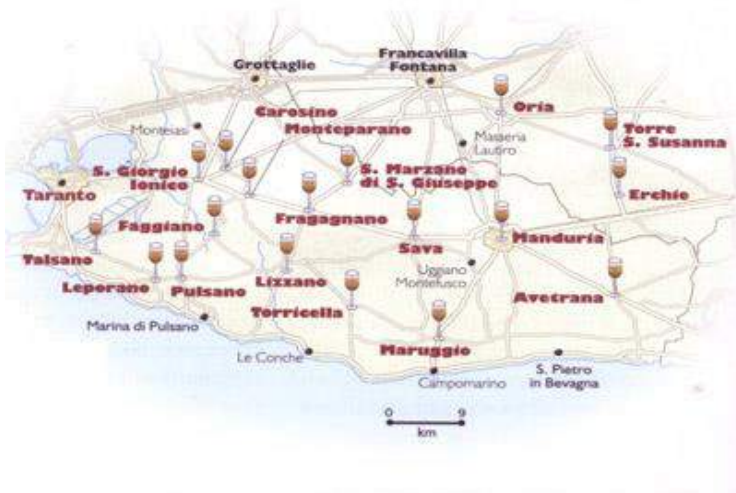 Francavilla
Fontana
Grottaglie
Oria
Carosino
Monteparano
Montesasi
Masseria
Lautiro
Torre
S. Susanna
S. Giorgio
Ionico
S. Marzano
di S. Giuseppe
Taranto
Erchie
Fragagnano
Faggiano
Sava
Manduria
Talsano
Lizzano
Uggiano
Montefusco
Leporano
Pulsano
Avetrana
Torricella
Marina di Pulsano
Maruggio
Le Conche
S. Pietro
in Bevagna
Campomarino
0 9
km